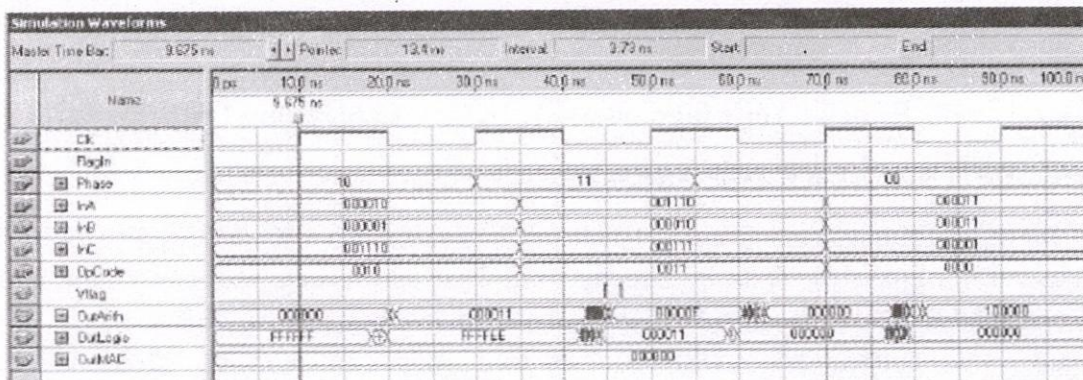 Simulation Waveforms
Master Time Bar: 9.675 ns Pointer: 13.4 ns Interval: 3.73 ns Start: End:
Name 0 ps 10.0 ns 20.0 ns 30.0 ns 40.0 ns 50.0 ns 60.0 ns 70.0 ns 80.0 ns 90.0 ns 100.0 n
9.675 ns
Clk
FlagIn
Phase 10 11 00
InA 000010 001110 000011
InB 000001 000010 000011
InC 001110 000111 000001
OpCode 0010 0011 0000
Vflag
OutArith 000000 000011 00000F 000000 100000
OutLogic FFFFFF FFFFEE 000011 000000 000000
OutMAC 000000